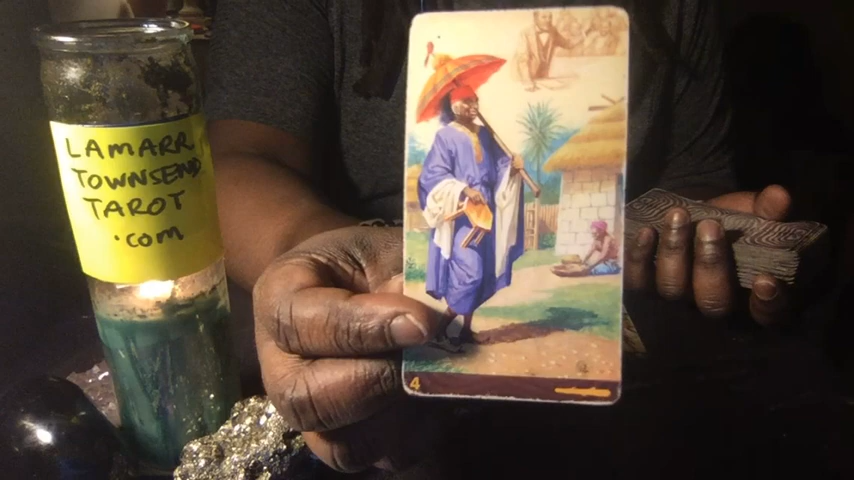 LAMARR
TOWNSEND
TAROT
.com
4